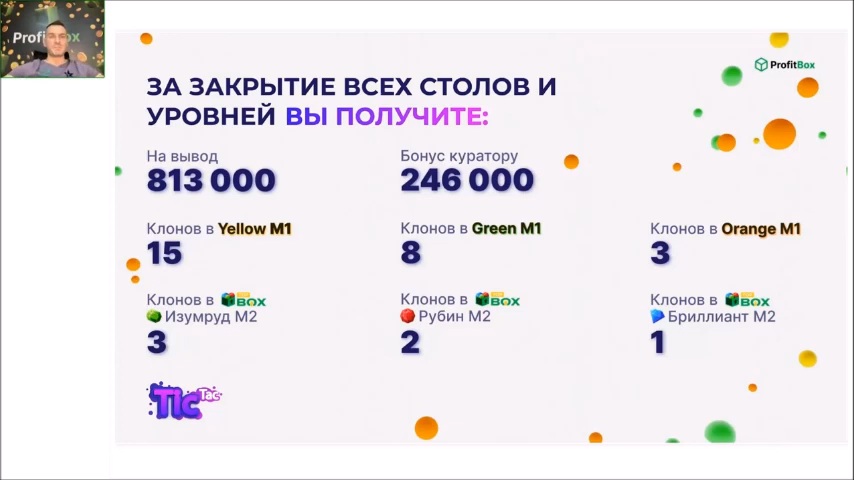 ProfitBox
ProfitBox
ЗА ЗАКРЫТИЕ ВСЕХ СТОЛОВ И
УРОВНЕЙ ВЫ ПОЛУЧИТЕ:
На вывод
813 000
Бонус куратору
246 000
Клонов в Yellow M1
15
Клонов в Green M1
8
Клонов в Orange M1
3
Клонов в BOX
Изумруд М2
3
Клонов в BOX
Рубин М2
2
Клонов в BOX
Бриллиант М2
1
Tic Tac